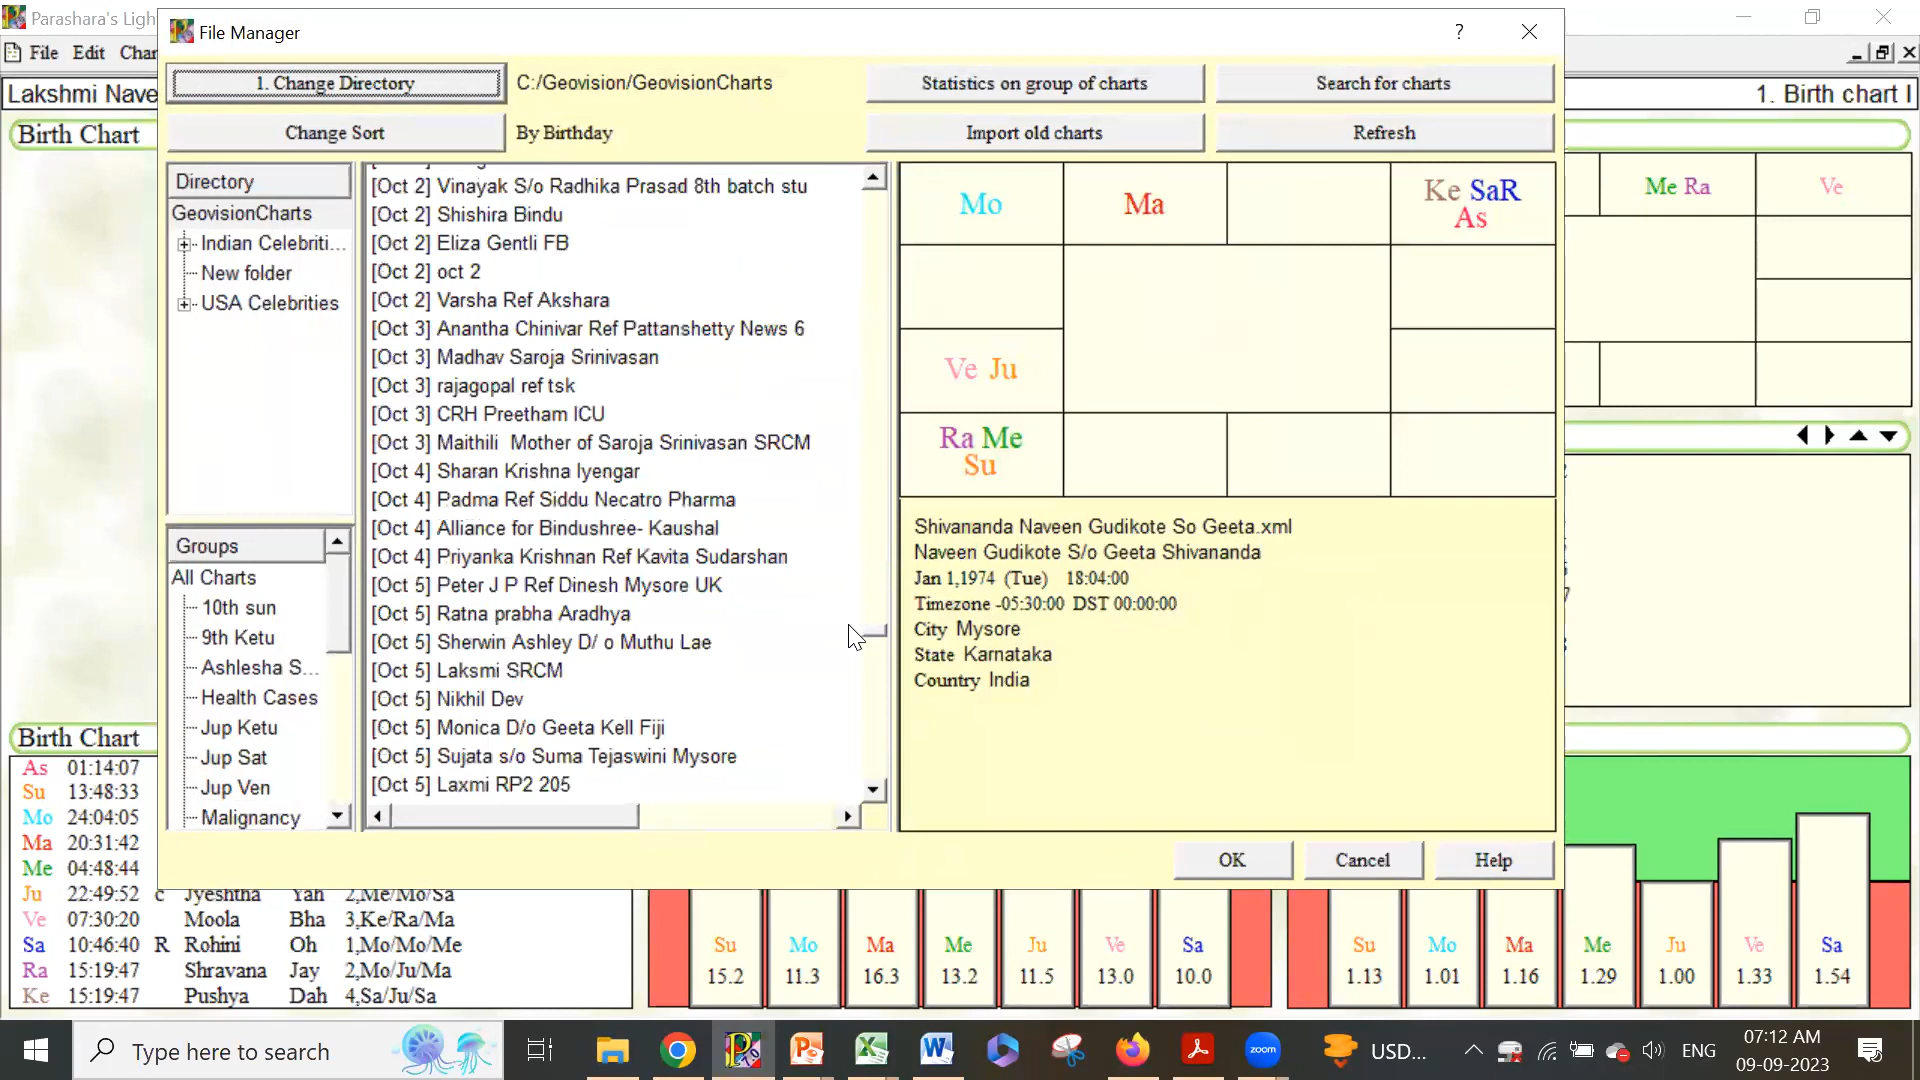 Parashara's Ligh
File Manager
?
File Edit Char
1. Change Directory
C:/Geovision/GeovisionCharts
Statistics on group of charts
Search for charts
Lakshmi Nave
1. Birth chart I
Change Sort
By Birthday
Import old charts
Refresh
Birth Chart
Directory
GeovisionCharts
Indian Celebriti...
New folder
USA Celebrities
Groups
All Charts
10th sun
9th Ketu
Ashlesha S...
Health Cases
Jup Ketu
Jup Sat
Jup Ven
Malignancy
[Oct 2] Vinayak S/o Radhika Prasad 8th batch stu
[Oct 2] Shishira Bindu
[Oct 2] Eliza Gentli FB
[Oct 2] oct 2
[Oct 2] Varsha Ref Akshara
[Oct 3] Anantha Chinivar Ref Pattanshetty News 6
[Oct 3] Madhav Saroja Srinivasan
[Oct 3] rajagopal ref tsk
[Oct 3] CRH Preetham ICU
[Oct 3] Maithili  Mother of Saroja Srinivasan SRCM
[Oct 4] Sharan Krishna Iyengar
[Oct 4] Padma Ref Siddu Necatro Pharma
[Oct 4] Alliance for Bindushree- Kaushal
[Oct 4] Priyanka Krishnan Ref Kavita Sudarshan
[Oct 5] Peter J P Ref Dinesh Mysore UK
[Oct 5] Ratna prabha Aradhya
[Oct 5] Sherwin Ashley D/ o Muthu Lae
[Oct 5] Laksmi SRCM
[Oct 5] Nikhil Dev
[Oct 5] Monica D/o Geeta Kell Fiji
[Oct 5] Sujata s/o Suma Tejaswini Mysore
[Oct 5] Laxmi RP2 205
Mo
Ma
Ke SaR
As
Ve Ju
Ra Me
Su
Me Ra
Ve
Shivananda Naveen Gudikote So Geeta.xml
Naveen Gudikote S/o Geeta Shivananda
Jan 1,1974 (Tue) 18:04:00
Timezone -05:30:00 DST 00:00:00
City Mysore
State Karnataka
Country India
OK
Cancel
Help
Birth Chart
As 01:14:07
Su 13:48:33
Mo 24:04:05
Ma 20:31:42
Me 04:48:44
Ju 22:49:52 c Jyeshtha Yah 2,Me/Mo/Sa
Ve 07:30:20 Moola Bha 3,Ke/Ra/Ma
Sa 10:46:40 R Rohini Oh 1,Mo/Mo/Me
Ra 15:19:47 Shravana Jay 2,Mo/Ju/Ma
Ke 15:19:47 Pushya Dah 4,Sa/Ju/Sa
Su Mo Ma Me Ju Ve Sa
15.2 11.3 16.3 13.2 11.5 13.0 10.0
Su Mo Ma Me Ju Ve Sa
1.13 1.01 1.16 1.29 1.00 1.33 1.54
Type here to search
zoom
USD...
ENG
07:12 AM
09-09-2023